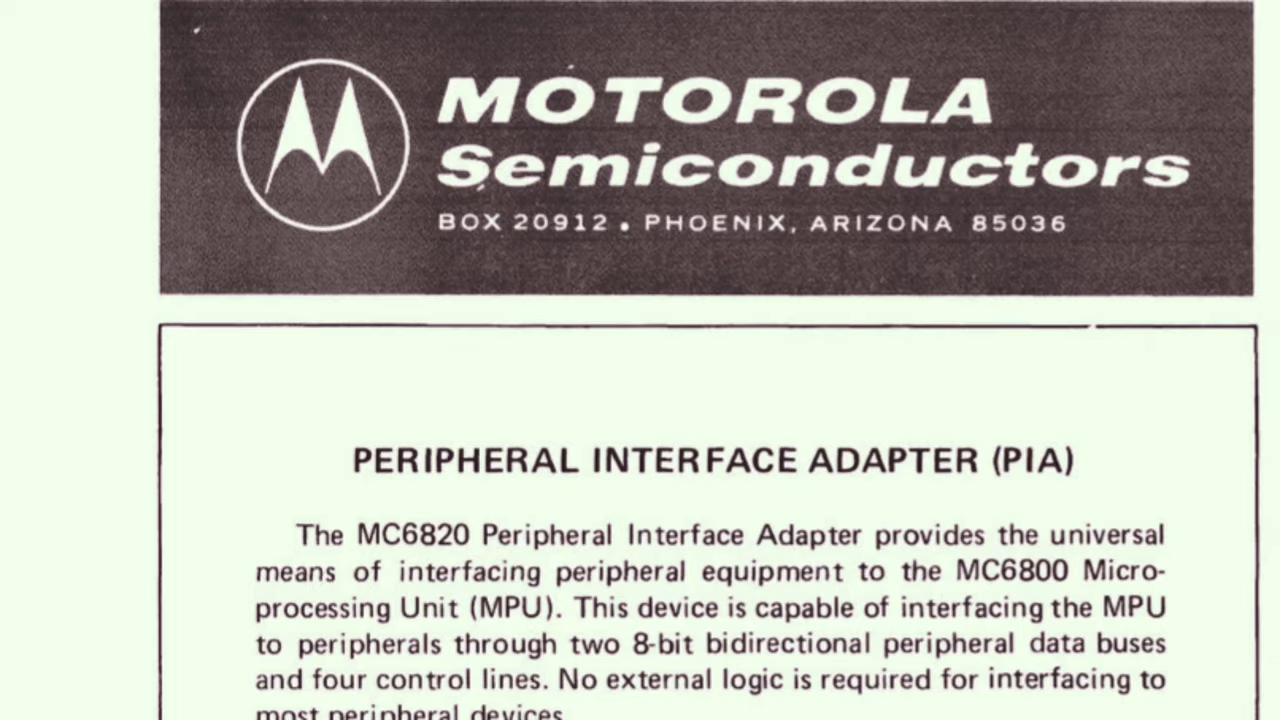 MOTOROLA
Semiconductors
BOX 20912 • PHOENIX, ARIZONA 85036
PERIPHERAL INTERFACE ADAPTER (PIA)
The MC6820 Peripheral Interface Adapter provides the universal
means of interfacing peripheral equipment to the MC6800 Micro-
processing Unit (MPU). This device is capable of interfacing the MPU
to peripherals through two 8-bit bidirectional peripheral data buses
and four control lines. No external logic is required for interfacing to
most peripheral devices.